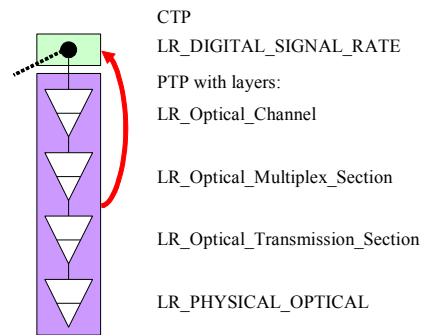 CTP
LR_DIGITAL_SIGNAL_RATE
PTP with layers:
LR_Optical_Channel
LR_Optical_Multiplex_Section
LR_Optical_Transmission_Section
LR_PHYSICAL_OPTICAL